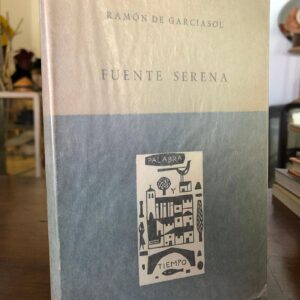 RAMÓN DE GARCIASOL
FUENTE SERENA
PALABRA
Y
TIEMPO